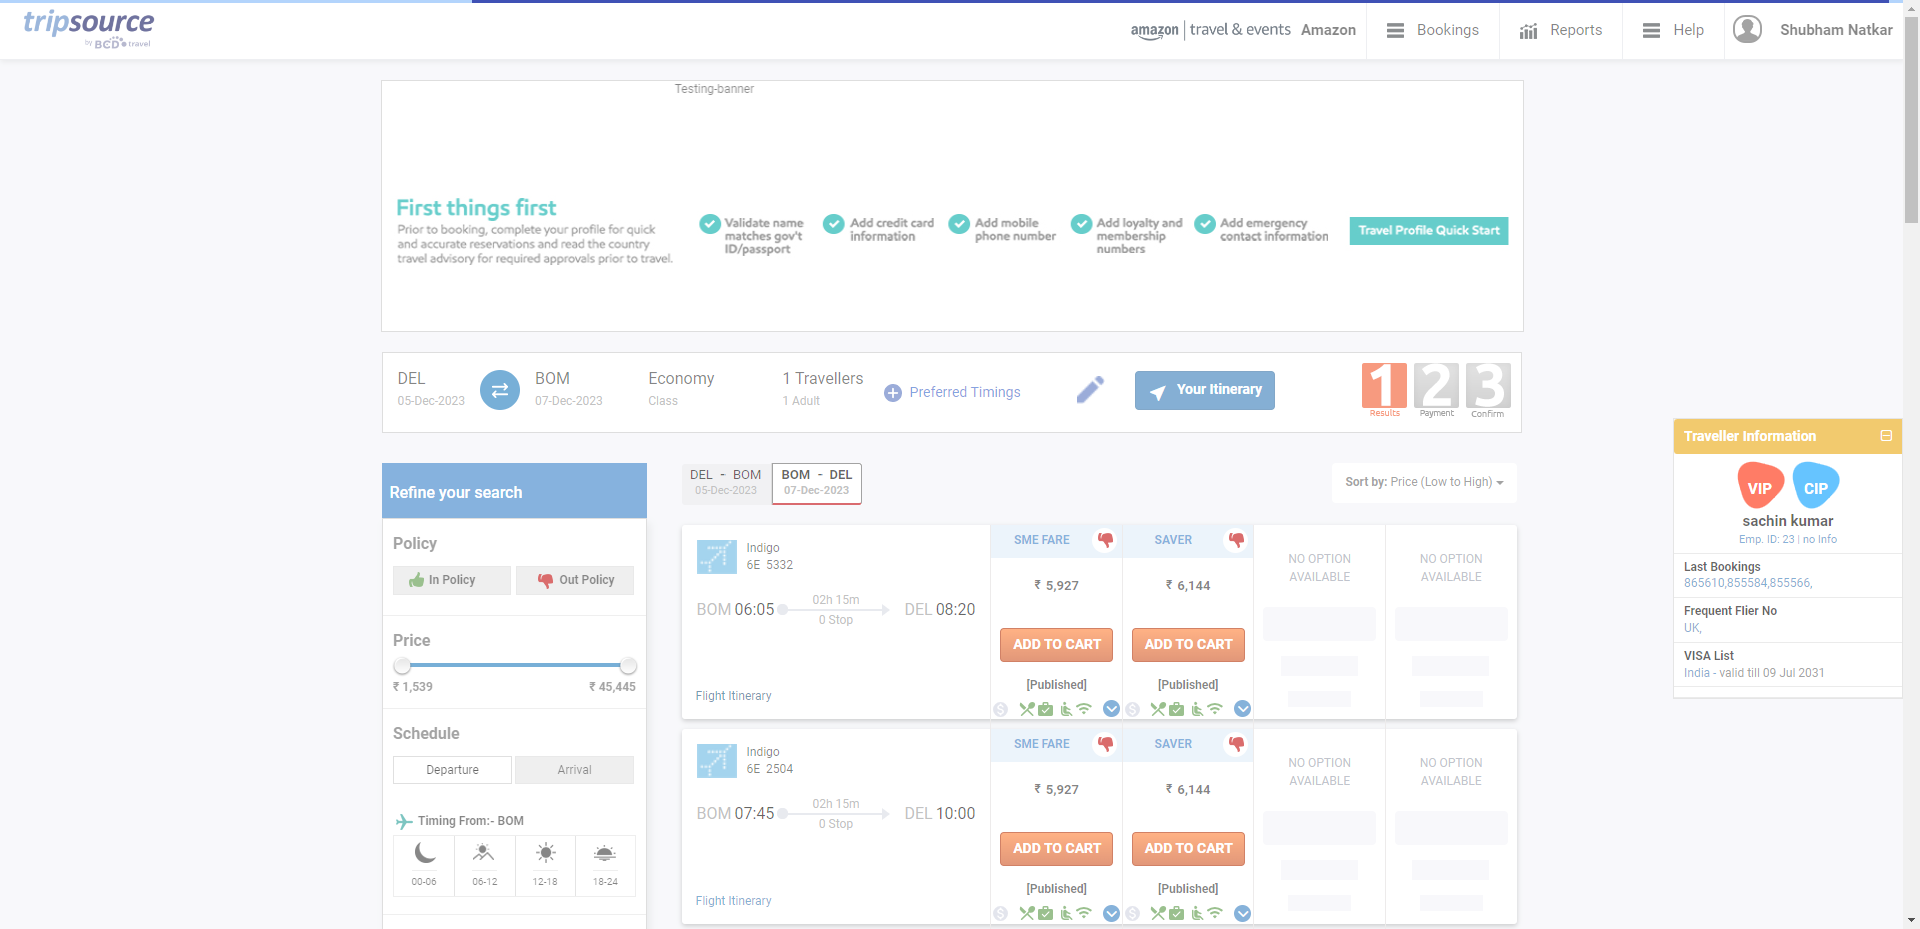 tripsource
by BCD travel
amazon | travel & events Amazon
Bookings
Reports
Help
Shubham Natkar
Testing-banner
First things first
Prior to booking, complete your profile for quick
and accurate reservations and read the country
travel advisory for required approvals prior to travel.
Validate name
matches gov't
ID/passport
Add credit card
information
Add mobile
phone number
Add loyalty and
membership
numbers
Add emergency
contact information
Travel Profile Quick Start
DEL
05-Dec-2023
BOM
07-Dec-2023
Economy
Class
1 Travellers
1 Adult
Preferred Timings
Your Itinerary
1
Results
2
Payment
3
Confirm
Traveller Information
VIP
CIP
sachin kumar
Emp. ID: 23 | no Info
Last Bookings
865610,855584,855566,
Frequent Flier No
UK,
VISA List
India - valid till 09 Jul 2031
Refine your search
Policy
In Policy
Out Policy
Price
₹ 1,539
₹ 45,445
Schedule
Departure
Arrival
Timing From:- BOM
00-06
06-12
12-18
18-24
DEL - BOM
05-Dec-2023
BOM - DEL
07-Dec-2023
Sort by: Price (Low to High)
Indigo
6E 5332
BOM 06:05
02h 15m
0 Stop
DEL 08:20
Flight Itinerary
SME FARE
₹ 5,927
ADD TO CART
[Published]
SAVER
₹ 6,144
ADD TO CART
[Published]
NO OPTION
AVAILABLE
NO OPTION
AVAILABLE
Indigo
6E 2504
BOM 07:45
02h 15m
0 Stop
DEL 10:00
Flight Itinerary
SME FARE
₹ 5,927
ADD TO CART
[Published]
SAVER
₹ 6,144
ADD TO CART
[Published]
NO OPTION
AVAILABLE
NO OPTION
AVAILABLE